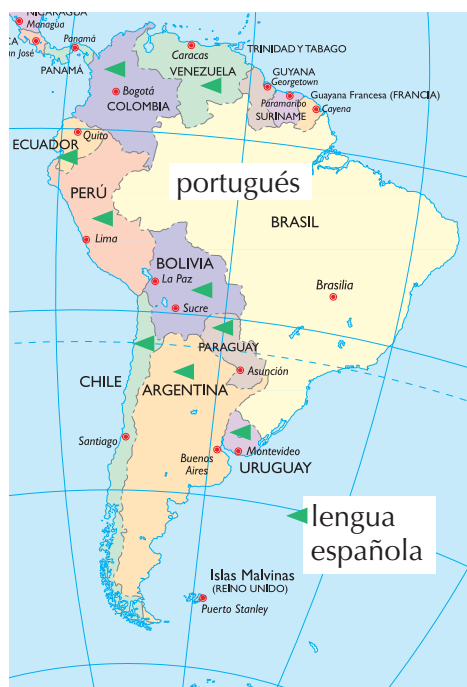 NICARAGUA
Managua
CA
n José
Panamá
PANAMÁ
Caracas
VENEZUELA
TRINIDAD Y TABAGO
GUYANA
Georgetown
Guayana Francesa (FRANCIA)
Paramaribo
SURINAME
Cayena
Bogotá
COLOMBIA
Quito
ECUADOR
portugués
PERÚ
BRASIL
Lima
BOLIVIA
La Paz
Brasilia
Sucre
PARAGUAY
CHILE
ARGENTINA
Asunción
Santiago
Buenos
Aires
Montevideo
URUGUAY
lengua
española
Islas Malvinas
(REINO UNIDO)
Puerto Stanley